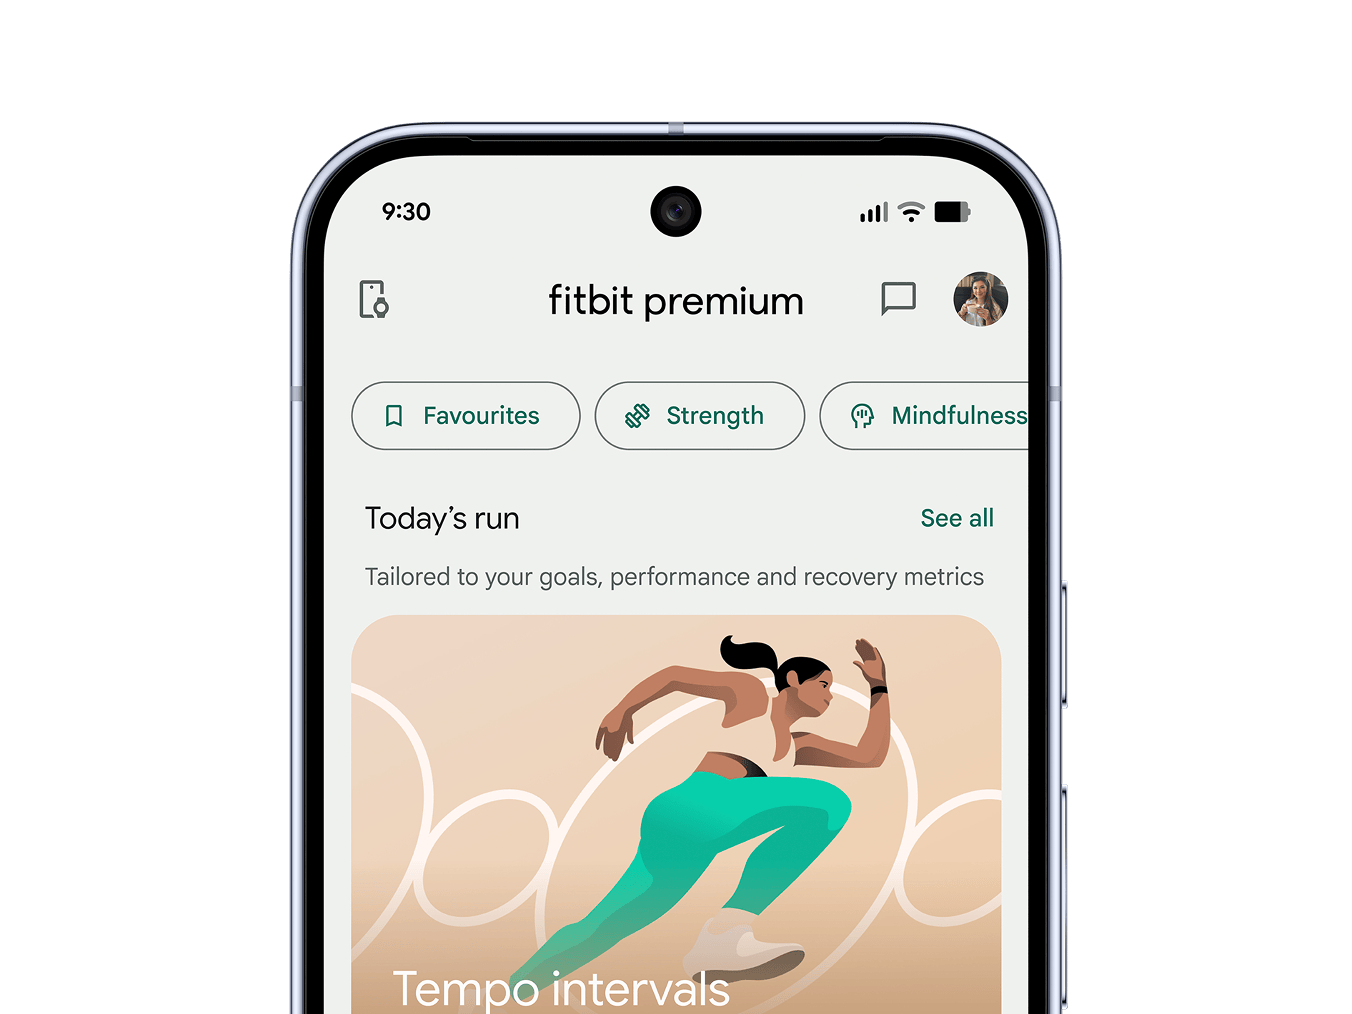 9:30
fitbit premium
Favourites
Strength
Mindfulness
Today’s run
See all
Tailored to your goals, performance and recovery metrics
Tempo intervals